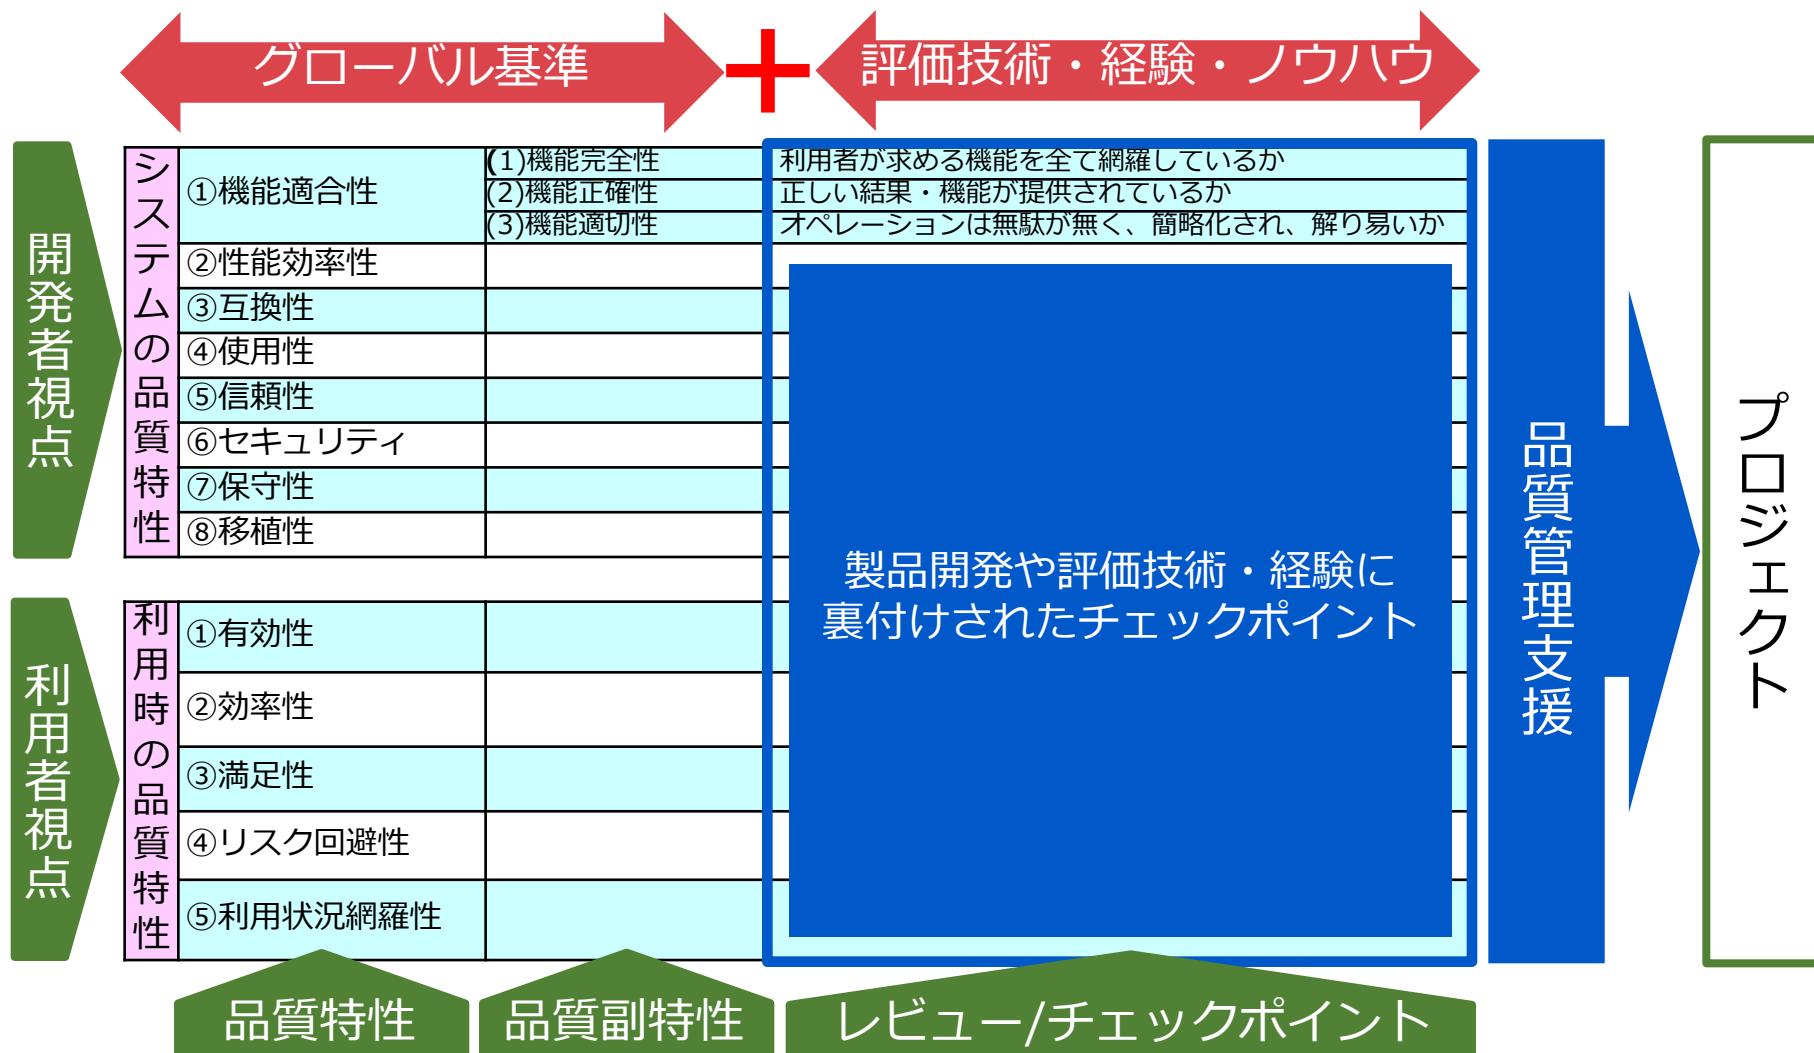 グローバル基準
+
評価技術・経験・ノウハウ
開発者視点
システムの品質特性
①機能適合性
(1)機能完全性
利用者が求める機能を全て網羅しているか
(2)機能正確性
正しい結果・機能が提供されているか
(3)機能適切性
オペレーションは無駄が無く、簡略化され、解り易いか
②性能効率性
③互換性
④使用性
⑤信頼性
⑥セキュリティ
⑦保守性
⑧移植性
利用者視点
利用時の品質特性
①有効性
②効率性
③満足性
④リスク回避性
⑤利用状況網羅性
製品開発や評価技術・経験に
裏付けされたチェックポイント
品質管理支援
プロジェクト
品質特性
品質副特性
レビュー/チェックポイント